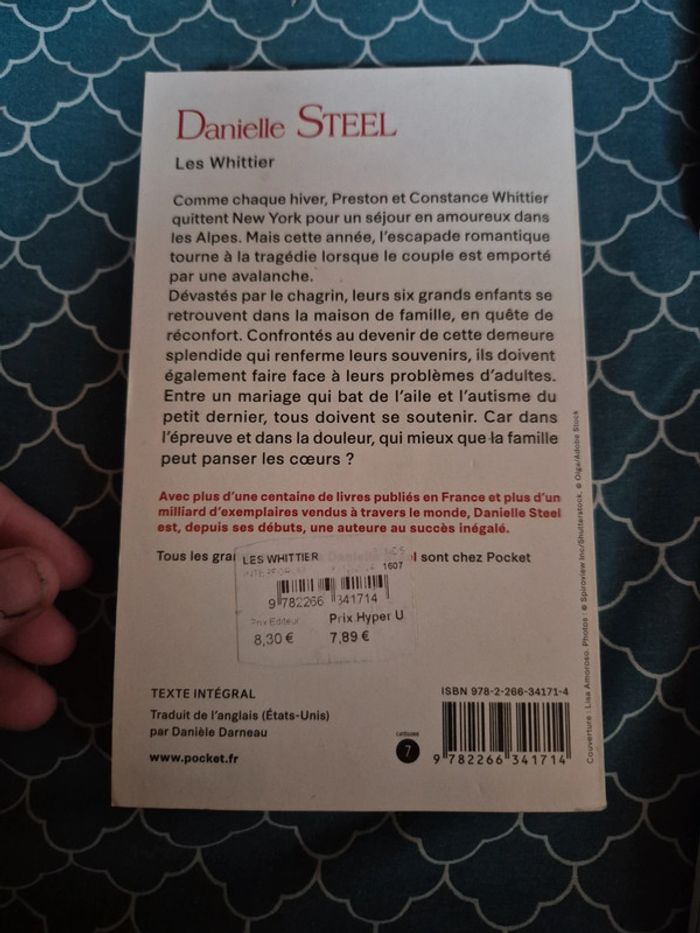 Danielle STEEL
Les Whittier
Comme chaque hiver, Preston et Constance Whittier
quittent New York pour un séjour en amoureux dans
les Alpes. Mais cette année, l'escapade romantique
tourne à la tragédie lorsque le couple est emporté
par une avalanche.
Dévastés par le chagrin, leurs six grands enfants se
retrouvent dans la maison de famille, en quête de
réconfort. Confrontés au devenir de cette demeure
splendide qui renferme leurs souvenirs, ils doivent
également faire face à leurs problèmes d'adultes.
Entre un mariage qui bat de l'aile et l'autisme du
petit dernier, tous doivent se soutenir. Car dans
l'épreuve et dans la douleur, qui mieux que la famille
peut panser les cœurs ?
Avec plus d'une centaine de livres publiés en France et plus d'un
milliard d'exemplaires vendus à travers le monde, Danielle Steel
est, depuis ses débuts, une auteure au succès inégalé.
Tous les gra
l sont chez Pocket
LES WHITTIER
1607
9 782266 341714
Prix Editeur
Prix Hyper U
8,30 €
7,89 €
TEXTE INTÉGRAL
Traduit de l'anglais (États-Unis)
par Danièle Darneau
www.pocket.fr
7
ISBN 978-2-266-34171-4
9 782266 341714
Couverture : Lisa Amoroso. Photos : © Spiroview Inc/Shutterstock, © Olga/Adobe Stock